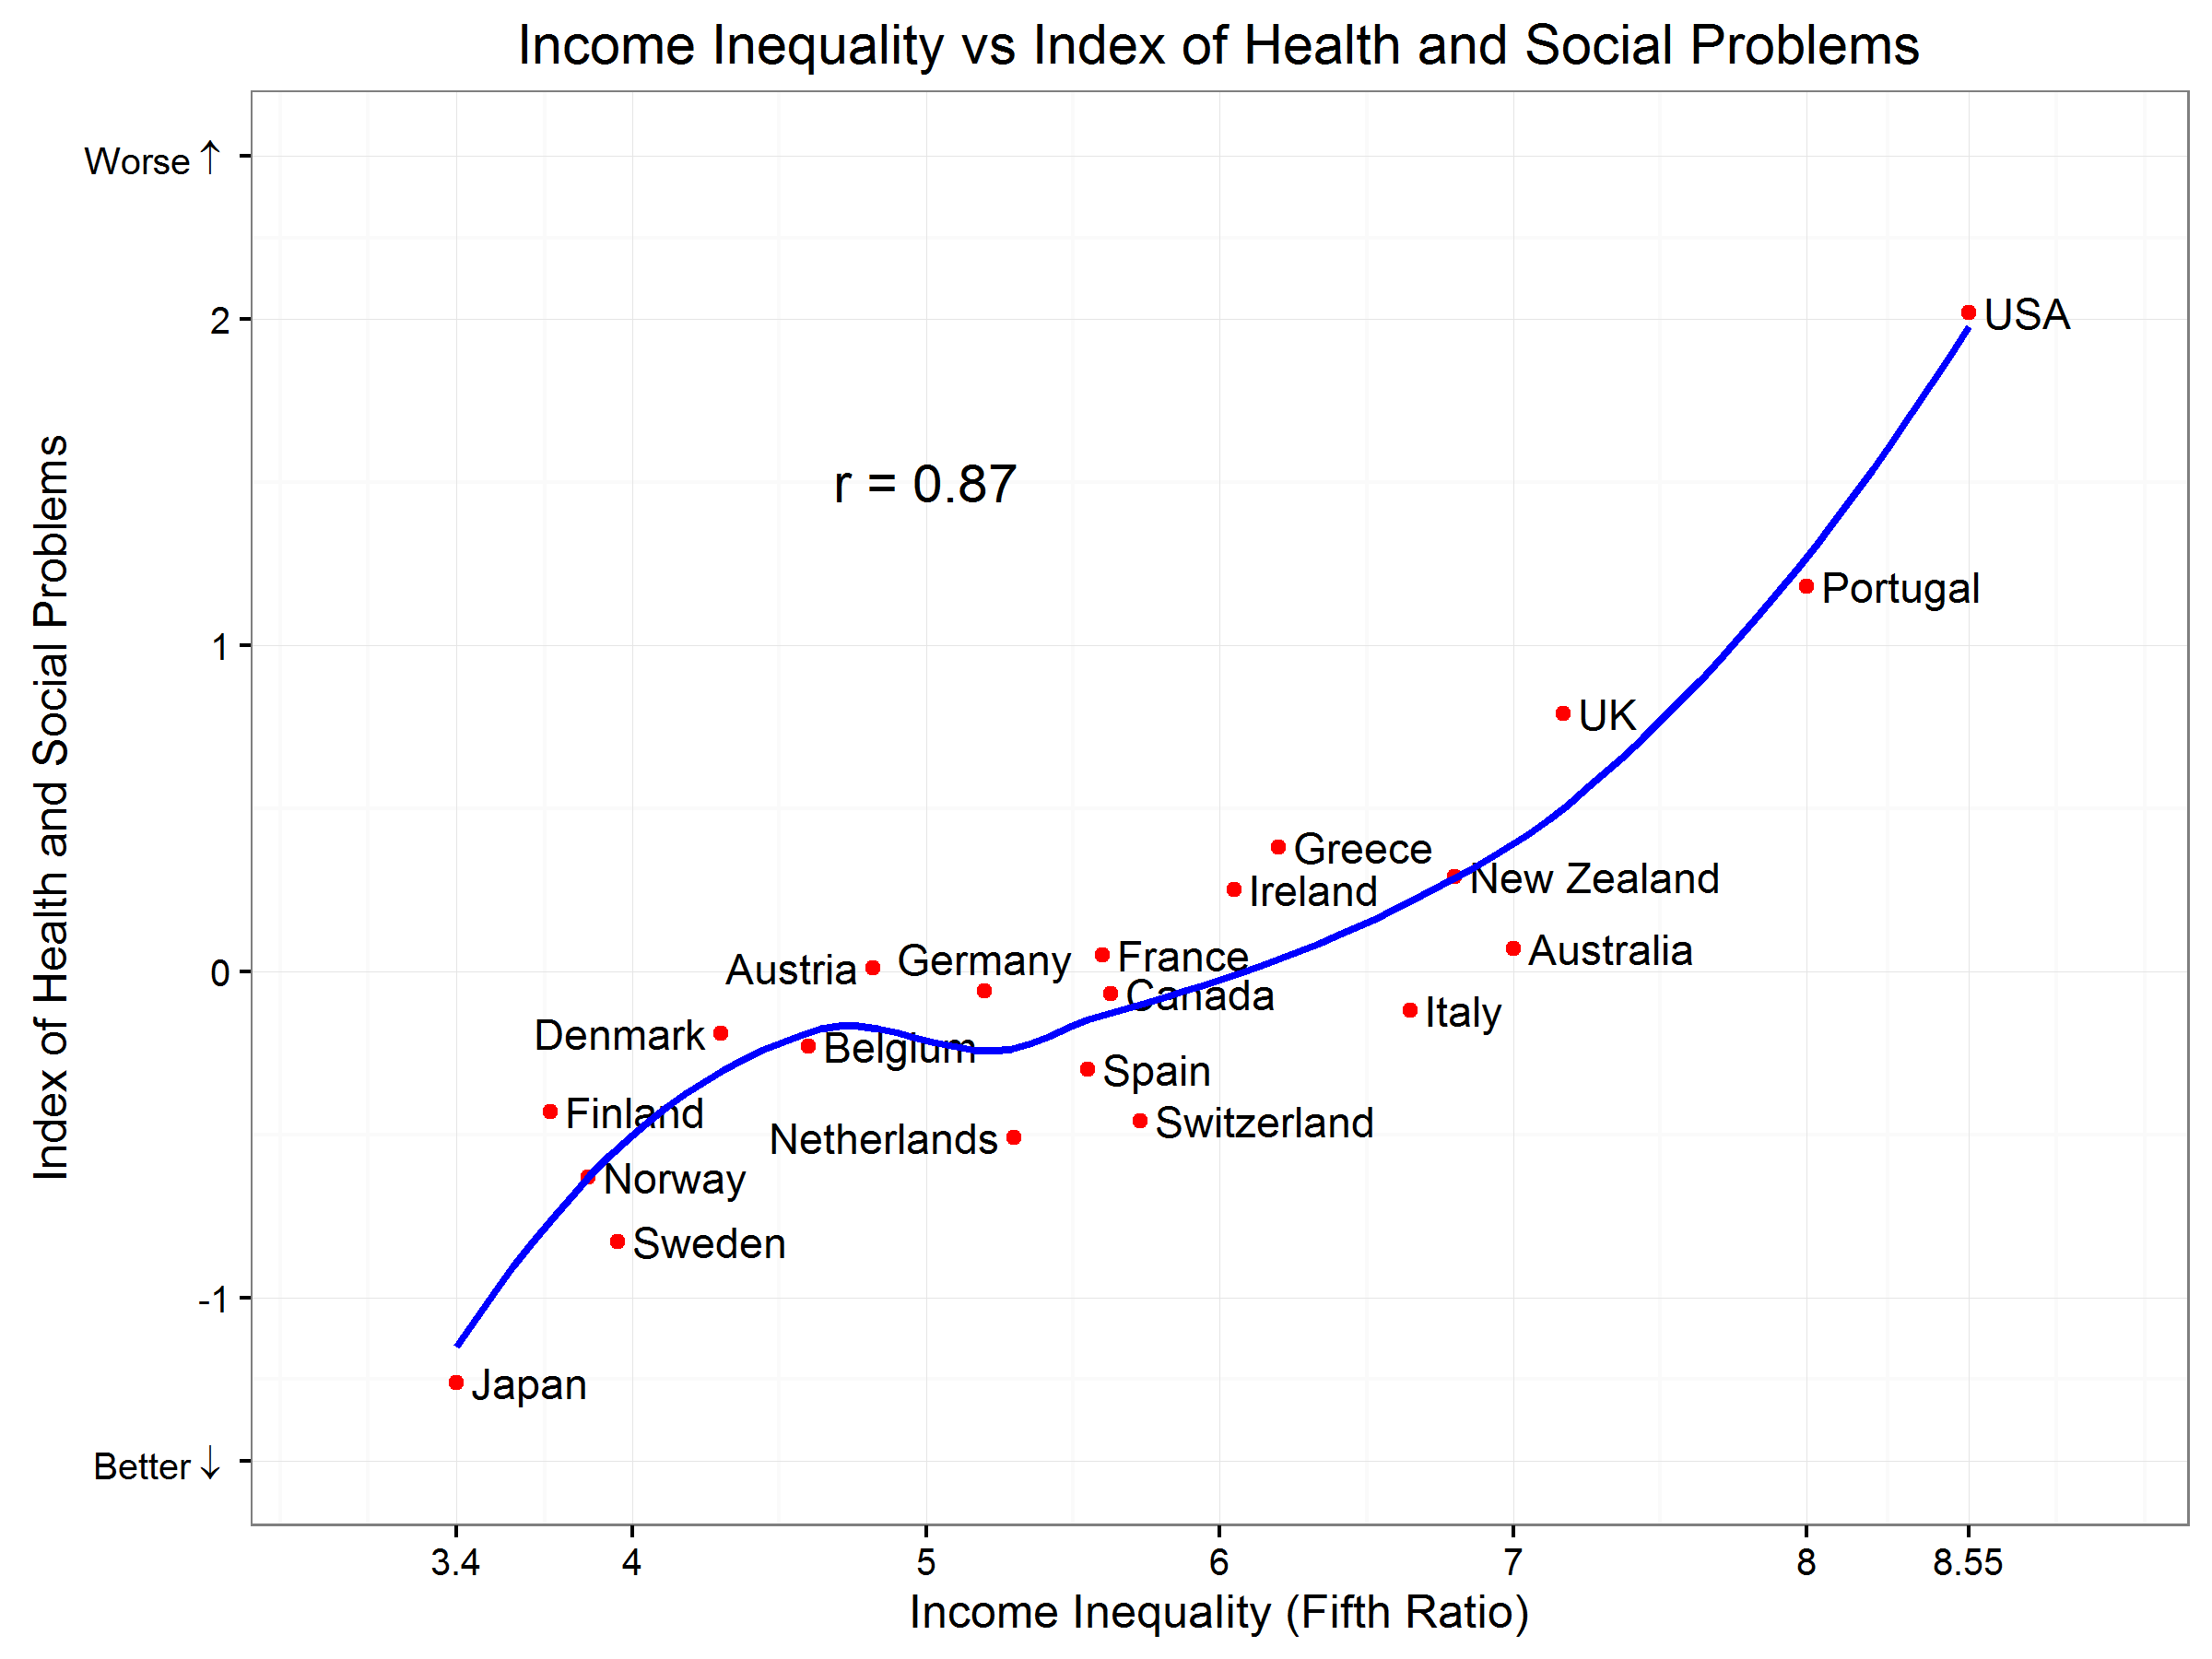 Income Inequality vs Index of Health and Social Problems
Worse ↑
2
1
0
-1
Better ↓
Index of Health and Social Problems
r = 0.87
USA
Portugal
UK
Greece
New Zealand
Ireland
Australia
France
Germany
Austria
Canada
Italy
Denmark
Belgium
Spain
Finland
Switzerland
Netherlands
Norway
Sweden
Japan
3.4 4 5 6 7 8 8.55
Income Inequality (Fifth Ratio)